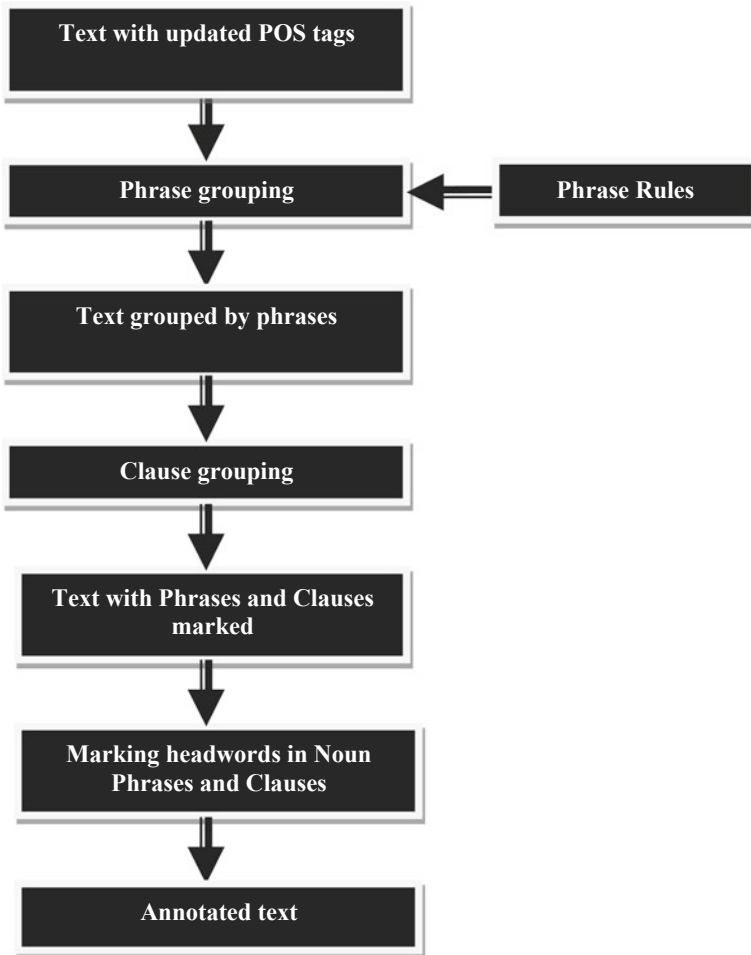 Text with updated POS tags
Phrase grouping
Phrase Rules
Text grouped by phrases
Clause grouping
Text with Phrases and Clauses
marked
Marking headwords in Noun
Phrases and Clauses
Annotated text